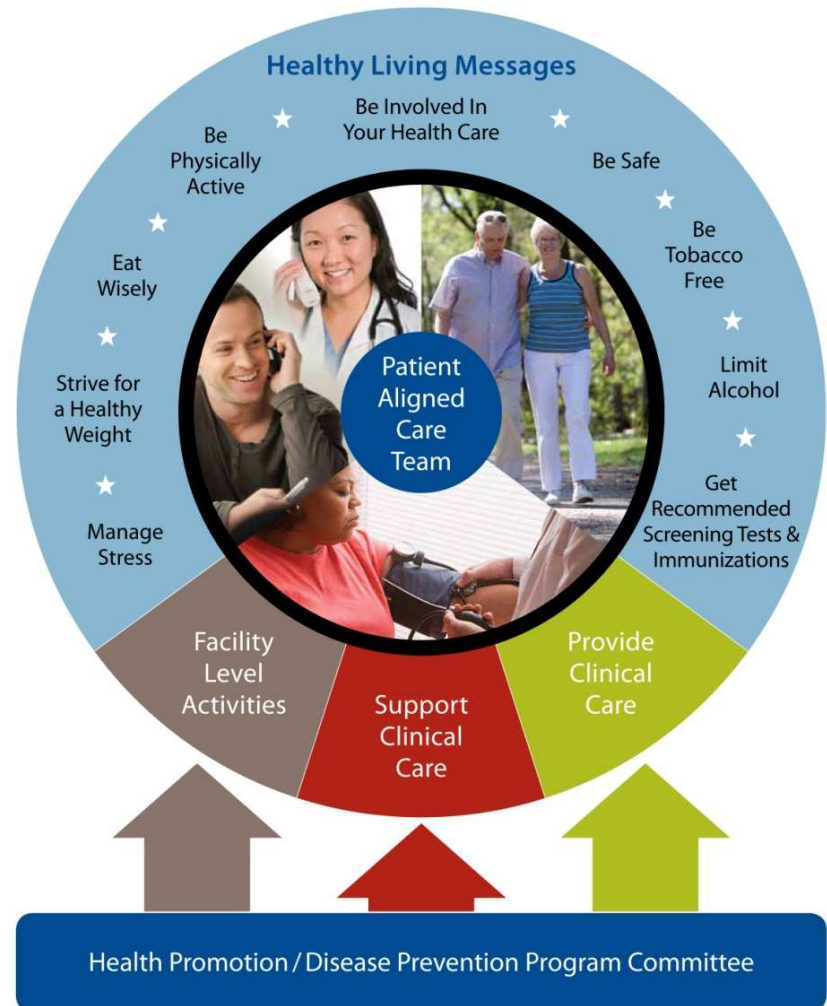 Healthy Living Messages
Be Involved In
Your Health Care
Be
Physically
Active
Eat
Wisely
Strive for
a Healthy
Weight
Manage
Stress
Be Safe
Be
Tobacco
Free
Limit
Alcohol
Get
Recommended
Screening Tests &
Immunizations
Patient
Aligned
Care
Team
Facility
Level
Activities
Support
Clinical
Care
Provide
Clinical
Care
Health Promotion / Disease Prevention Program Committee